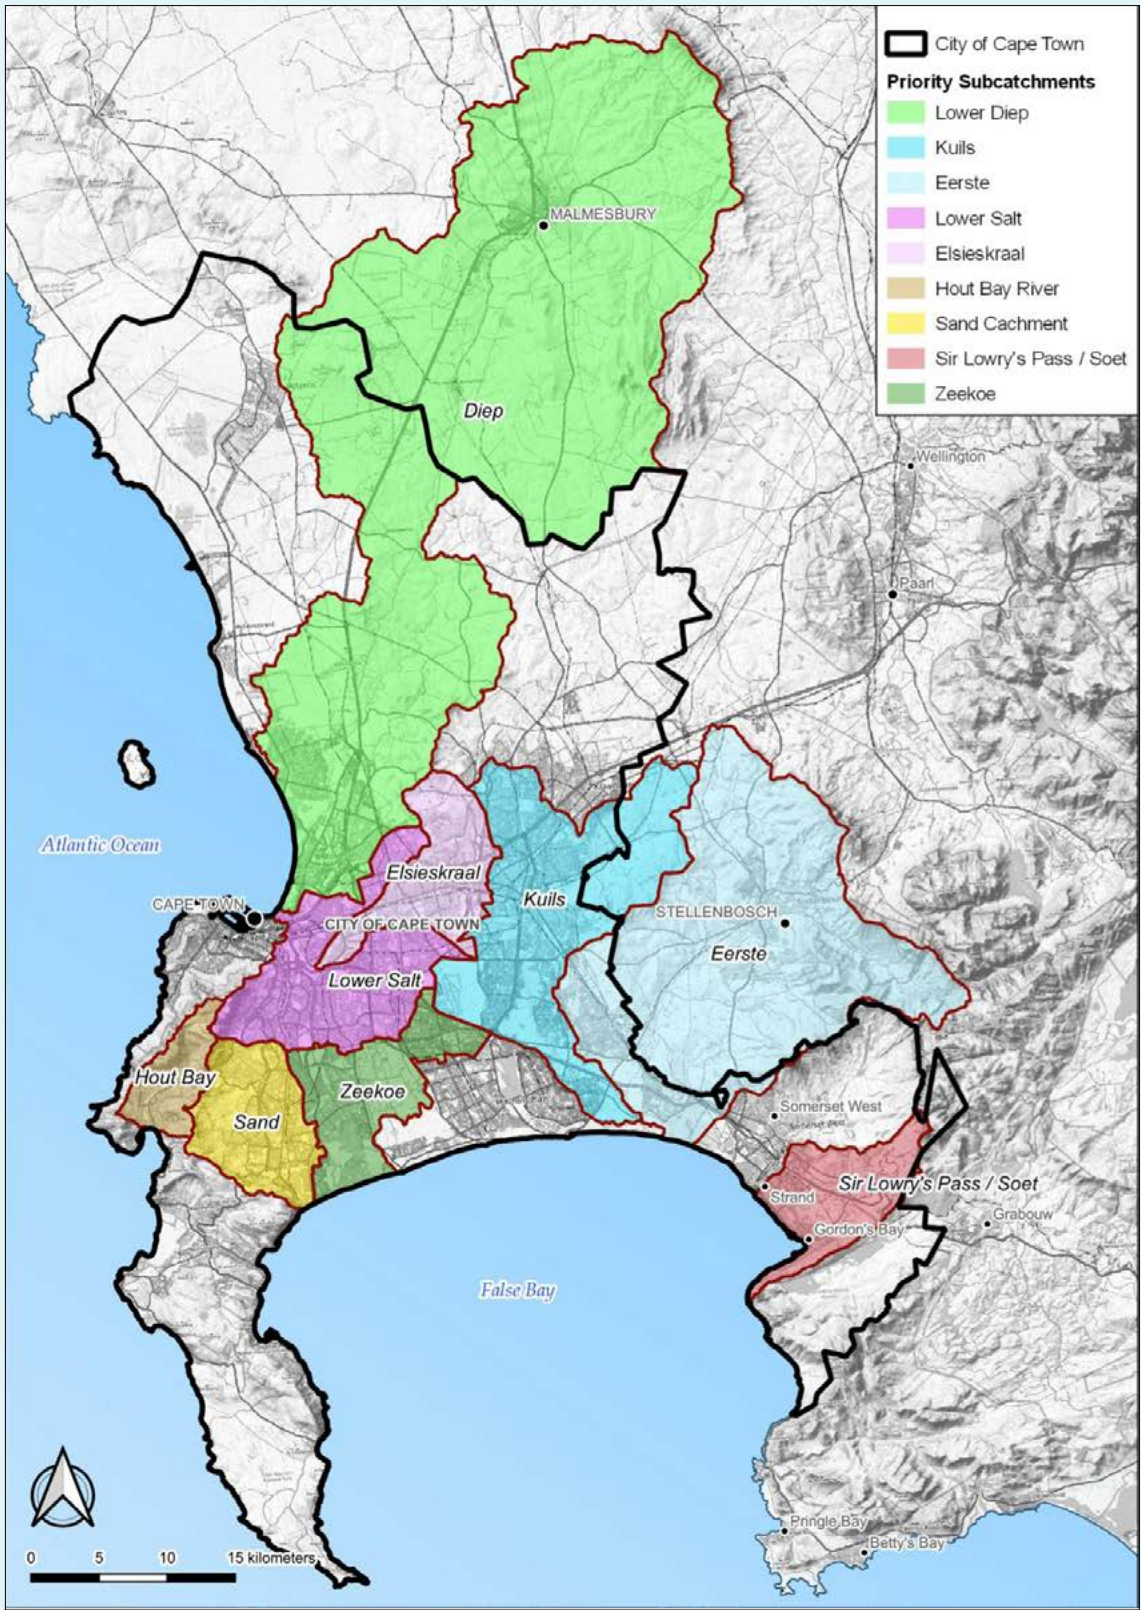 City of Cape Town
Priority Subcatchments
Lower Diep
Kuils
Eerste
Lower Salt
Elsieskraal
Hout Bay River
Sand Cachment
Sir Lowry's Pass / Soet
Zeekoe
MALMESBURY
Diep
Wellington
Paarl
Atlantic Ocean
Elsieskraal
Kuils
CAPE TOWN
STELLENBOSCH
CITY OF CAPE TOWN
Eerste
Lower Salt
Hout Bay
Zeekoe
Somerset West
Sand
Sir Lowry's Pass / Soet
Strand
Grabouw
Gordon's Bay
False Bay
Pringle Bay
Betty's Bay
0 5 10 15 kilometers